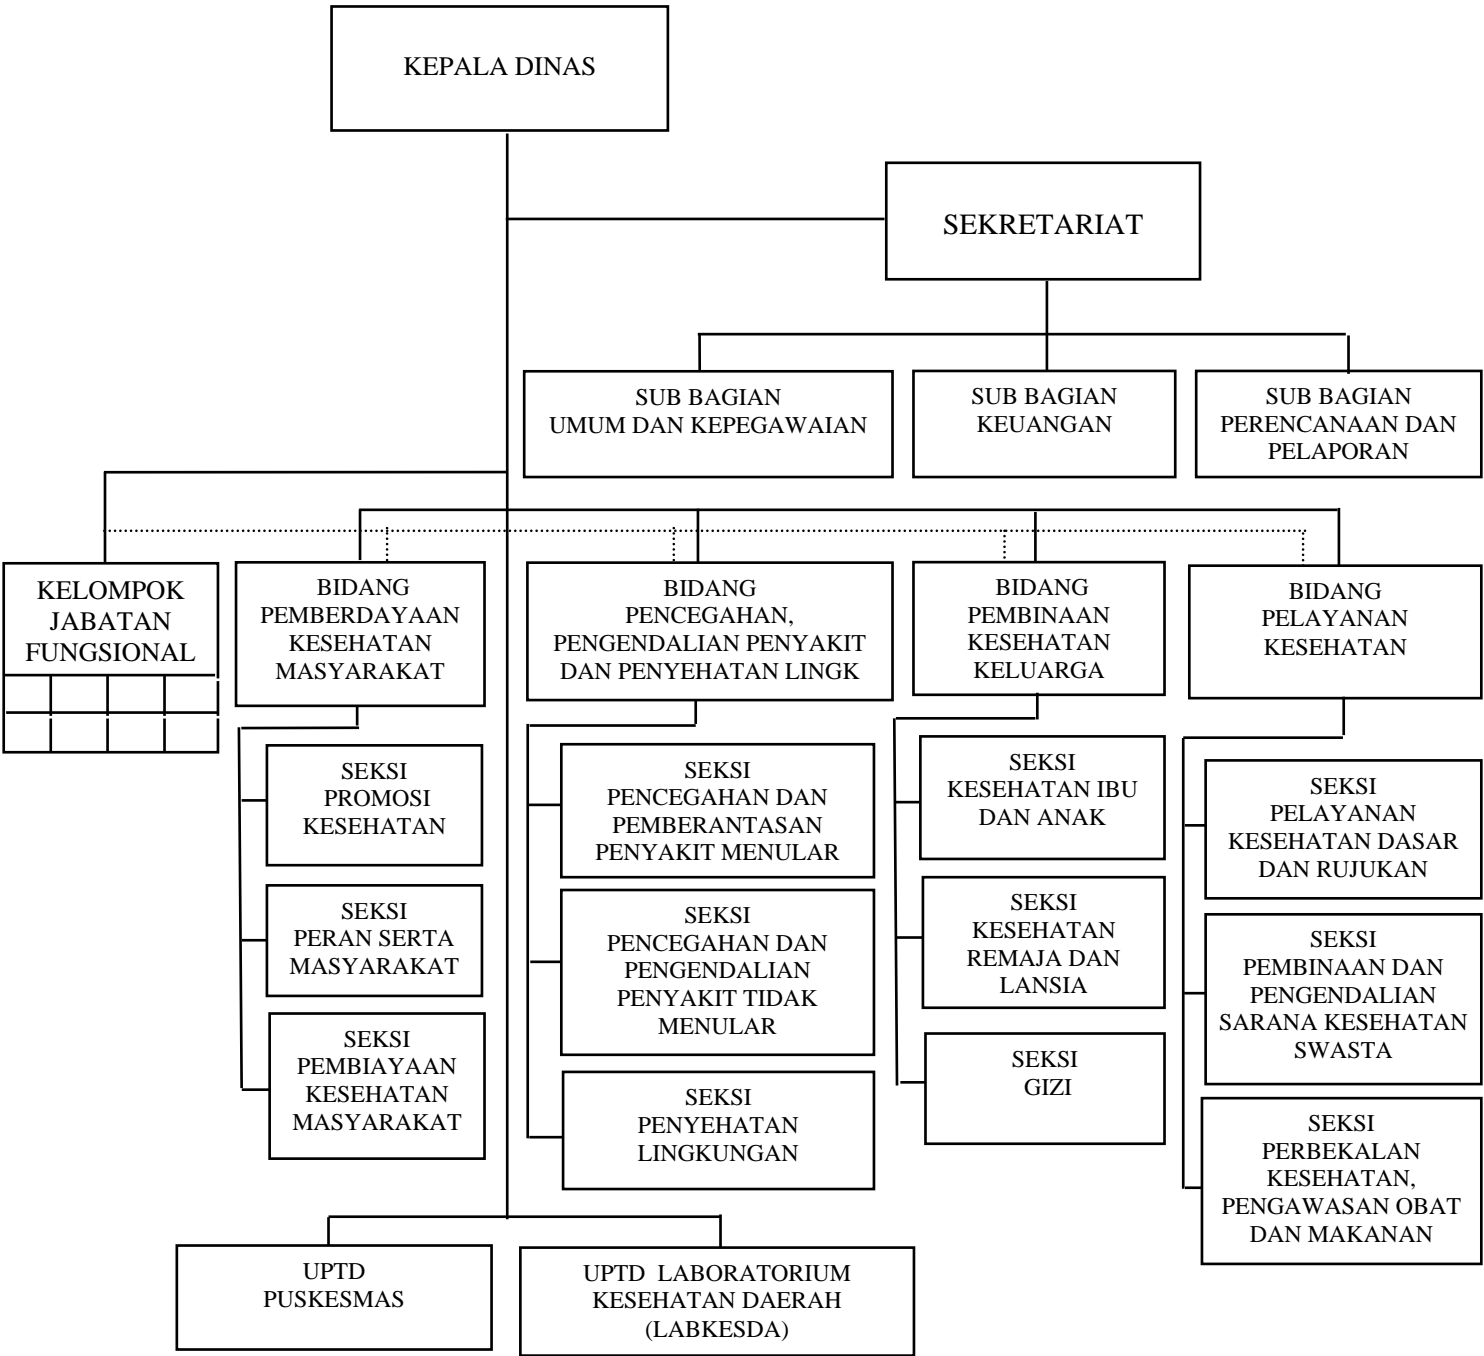 KEPALA DINAS
SEKRETARIAT
SUB BAGIAN
UMUM DAN KEPEGAWAIAN
SUB BAGIAN
KEUANGAN
SUB BAGIAN
PERENCANAAN DAN
PELAPORAN
KELOMPOK
JABATAN
FUNGSIONAL
BIDANG
PEMBERDAYAAN
KESEHATAN
MASYARAKAT
BIDANG
PENCEGAHAN,
PENGENDALIAN PENYAKIT
DAN PENYEHATAN LINGK
BIDANG
PEMBINAAN
KESEHATAN
KELUARGA
BIDANG
PELAYANAN
KESEHATAN
SEKSI
PROMOSI
KESEHATAN
SEKSI
PERAN SERTA
MASYARAKAT
SEKSI
PEMBIAYAAN
KESEHATAN
MASYARAKAT
SEKSI
PENCEGAHAN DAN
PEMBERANTASAN
PENYAKIT MENULAR
SEKSI
PENCEGAHAN DAN
PENGENDALIAN
PENYAKIT TIDAK
MENULAR
SEKSI
PENYEHATAN
LINGKUNGAN
SEKSI
KESEHATAN IBU
DAN ANAK
SEKSI
KESEHATAN
REMAJA DAN
LANSIA
SEKSI
GIZI
SEKSI
PELAYANAN
KESEHATAN DASAR
DAN RUJUKAN
SEKSI
PEMBINAAN DAN
PENGENDALIAN
SARANA KESEHATAN
SWASTA
SEKSI
PERBEKALAN
KESEHATAN,
PENGAWASAN OBAT
DAN MAKANAN
UPTD
PUSKESMAS
UPTD LABORATORIUM
KESEHATAN DAERAH
(LABKESDA)